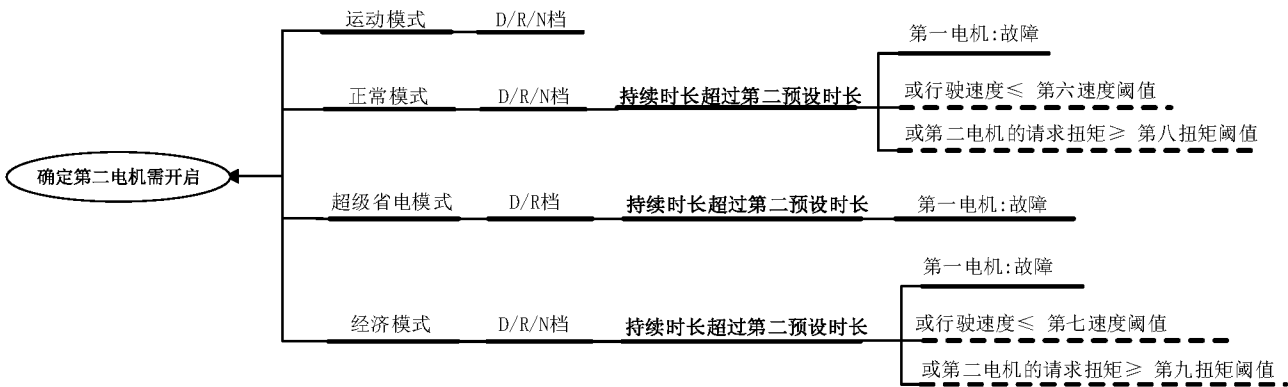 运动模式 D/R/N档
第一电机:故障
正常模式 D/R/N档 持续时长超过第二预设时长 或行驶速度≤ 第六速度阈值
或第二电机的请求扭矩≥ 第八扭矩阈值
确定第二电机需开启
超级省电模式 D/R档 持续时长超过第二预设时长 第一电机:故障
第一电机:故障
经济模式 D/R/N档 持续时长超过第二预设时长 或行驶速度≤ 第七速度阈值
或第二电机的请求扭矩≥ 第九扭矩阈值